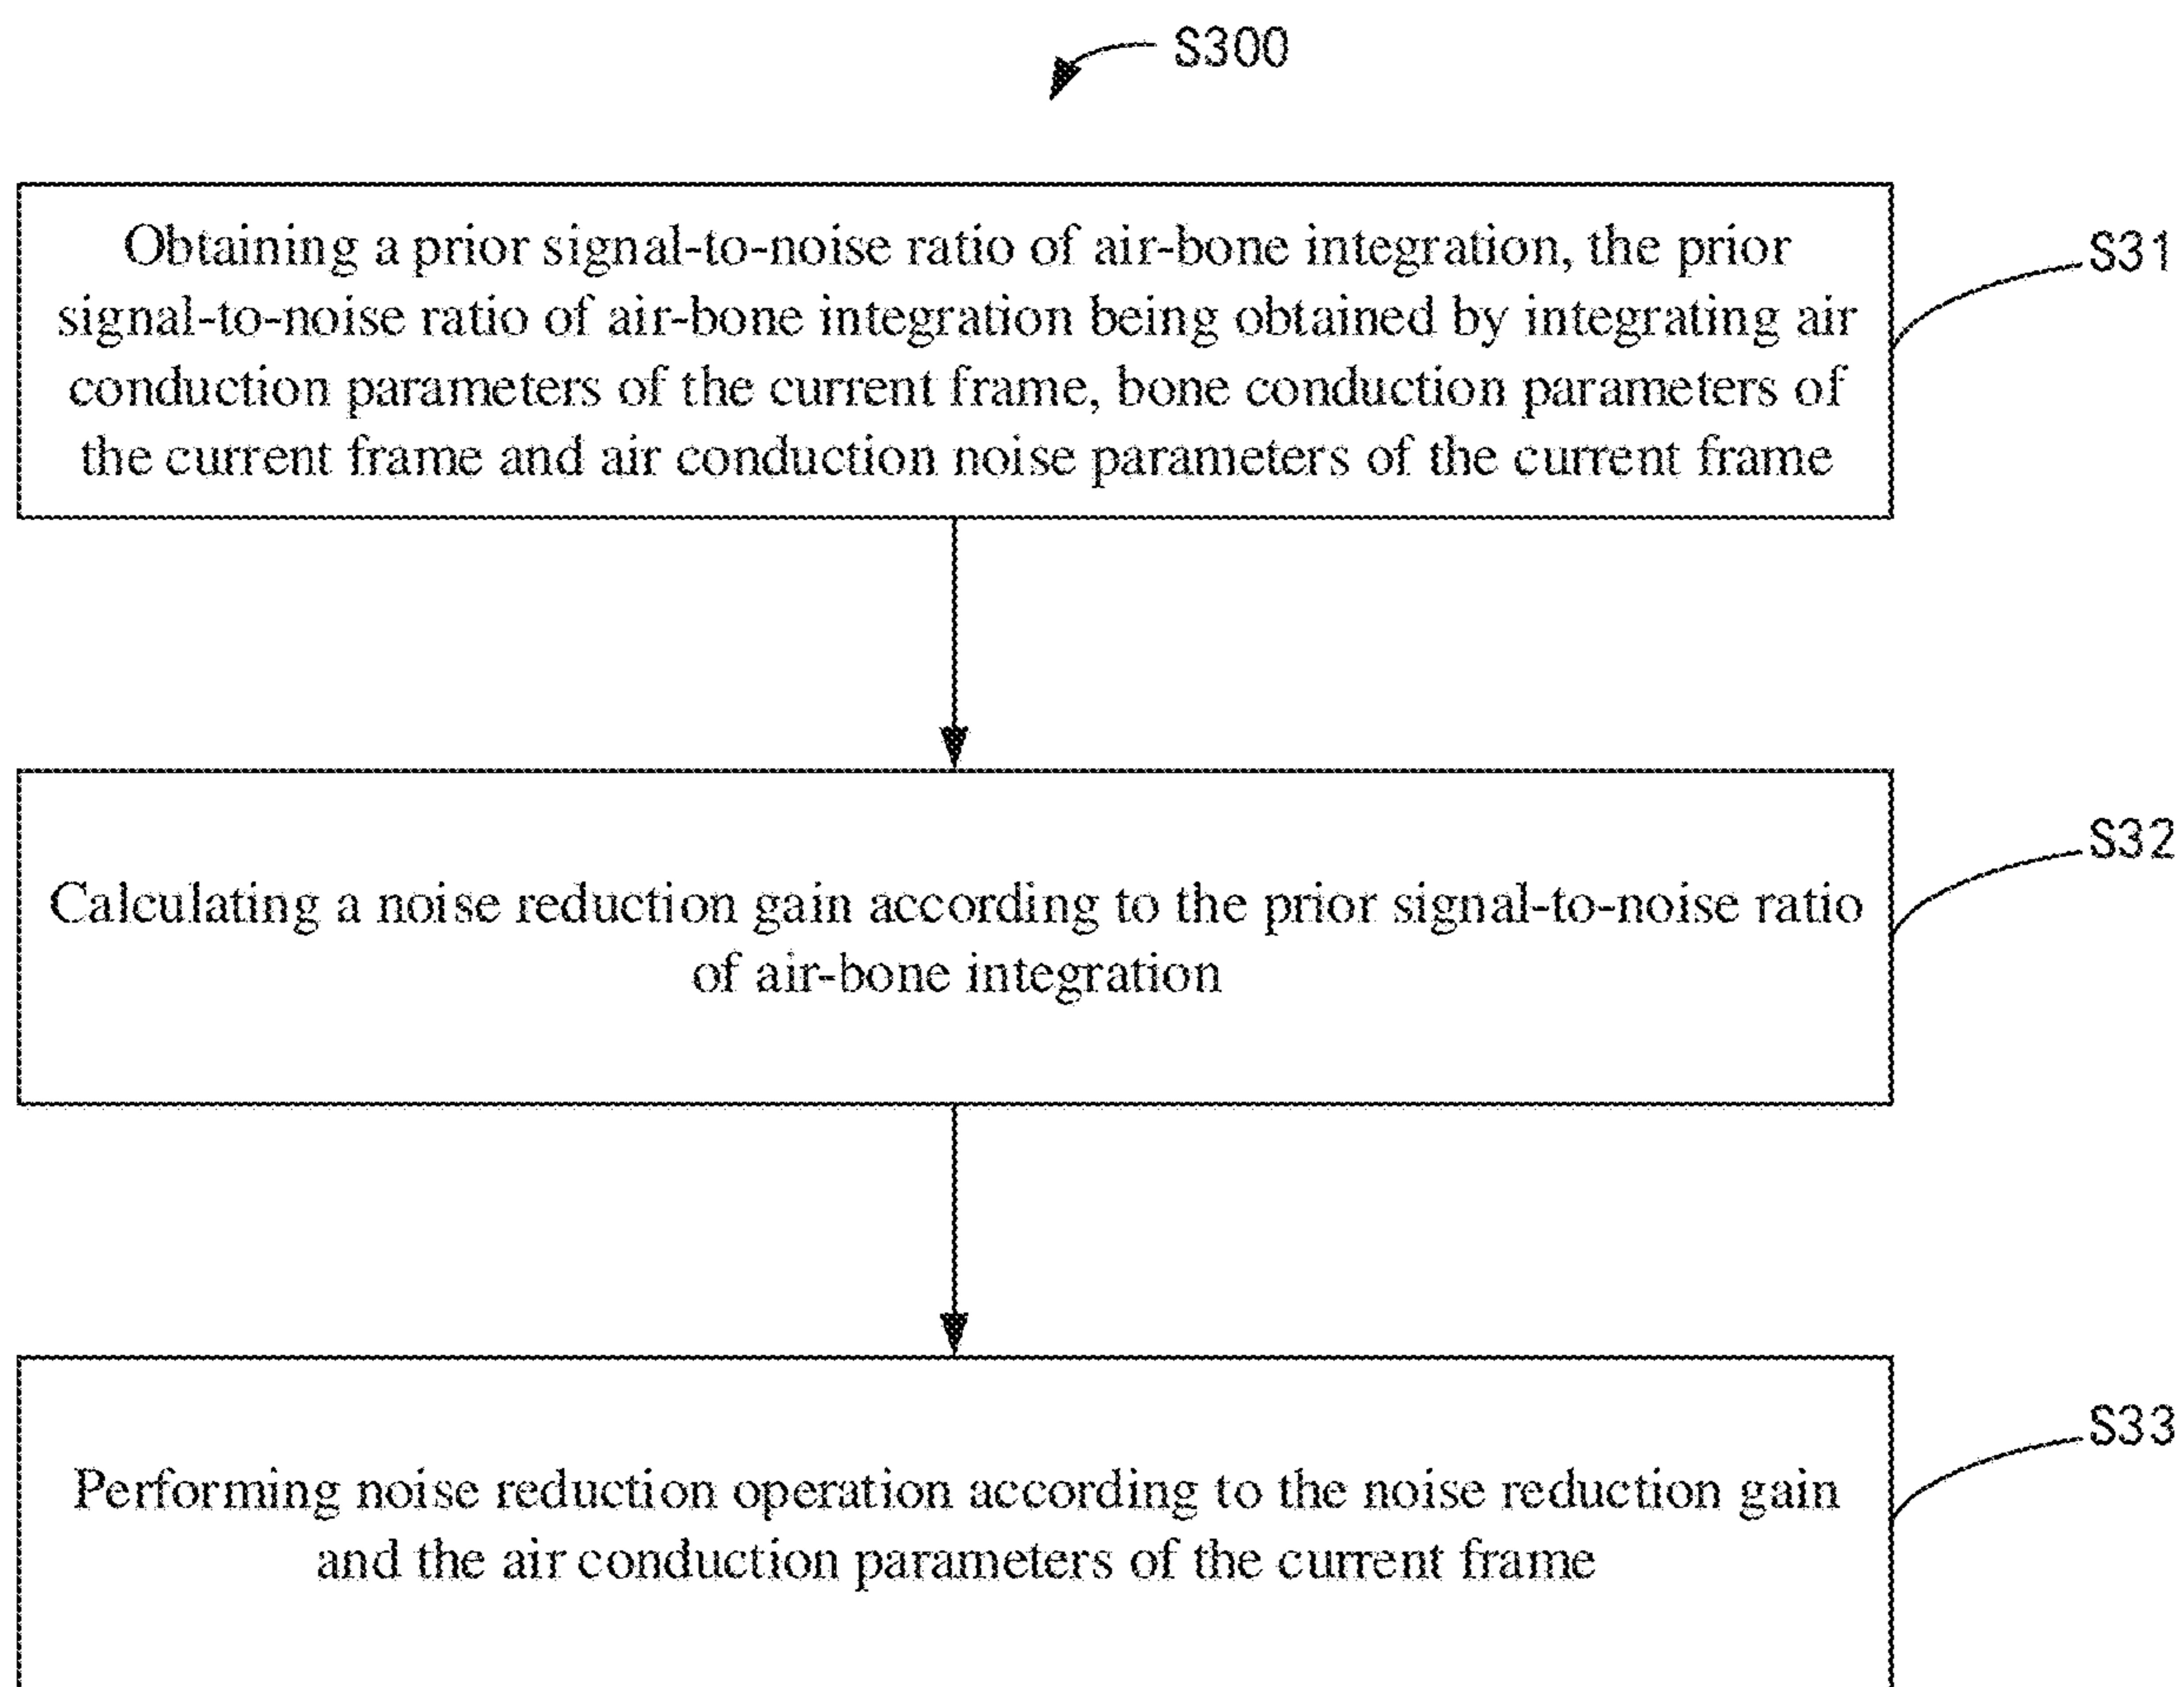 S300
Obtaining a prior signal-to-noise ratio of air-bone integration, the prior
signal-to-noise ratio of air-bone integration being obtained by integrating air
conduction parameters of the current frame, bone conduction parameters of
the current frame and air conduction noise parameters of the current frame
S31
Calculating a noise reduction gain according to the prior signal-to-noise ratio
of air-bone integration
S32
Performing noise reduction operation according to the noise reduction gain
and the air conduction parameters of the current frame
S33